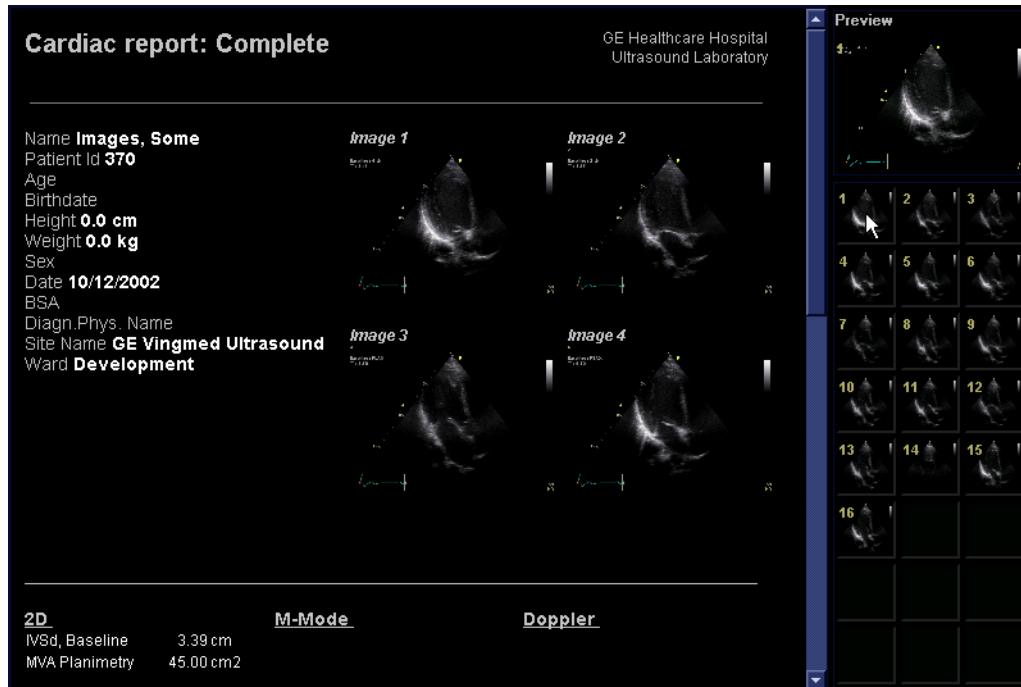 Cardiac report: Complete
GE Healthcare Hospital
Ultrasound Laboratory
Name Images, Some
Patient Id 370
Age
Birthdate
Height 0.0 cm
Weight 0.0 kg
Sex
Date 10/12/2002
BSA
Diagn.Phys. Name
Site Name GE Vingmed Ultrasound
Ward Development
Image 1
Image 2
Image 3
Image 4
2D
M-Mode
Doppler
IVSd, Baseline 3.39 cm
MVA Planimetry 45.00 cm2
Preview
1 2 3
4 5 6
7 8 9
10 11 12
13 14 15
16